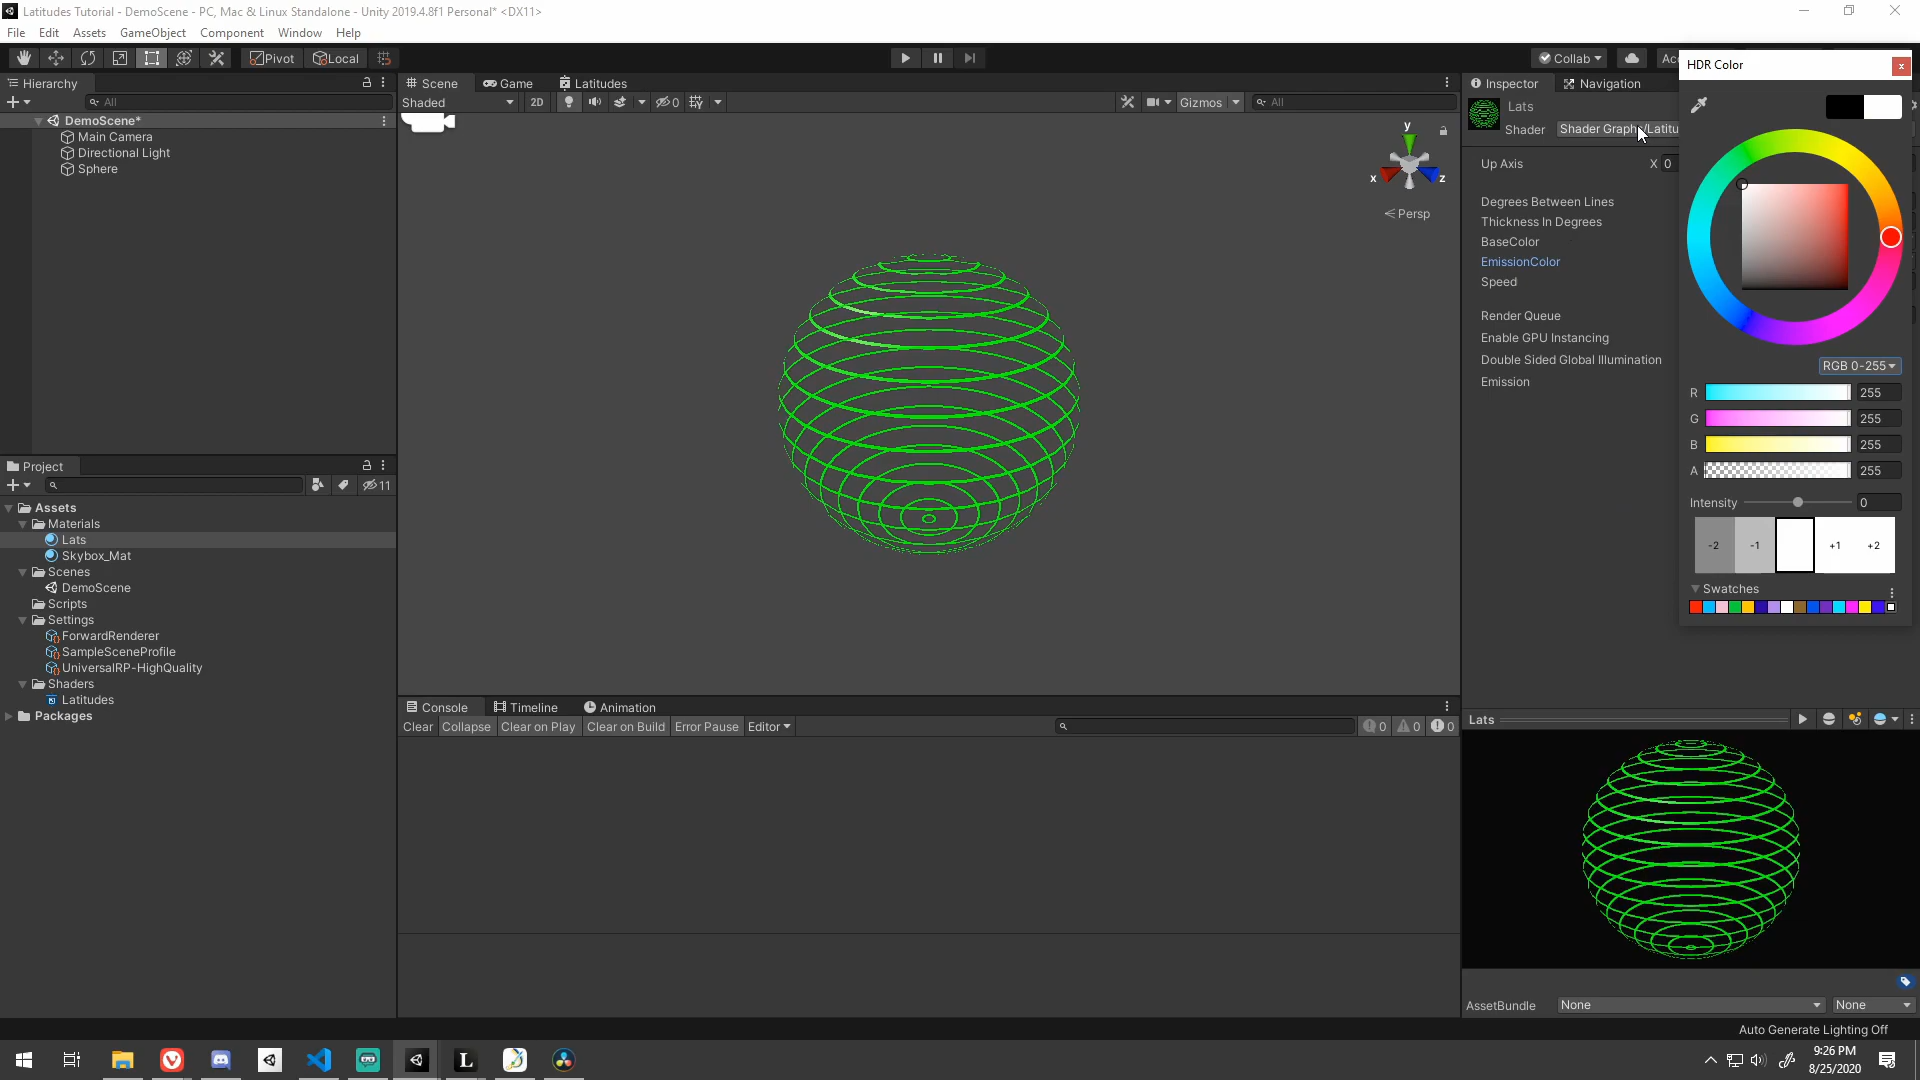 Latitudes Tutorial - DemoScene - PC, Mac & Linux Standalone - Unity 2019.4.8f1 Personal* <DX11>
File Edit Assets GameObject Component Window Help
Pivot Local
Collab
Hierarchy
All
DemoScene*
Main Camera
Directional Light
Sphere
Scene Game Latitudes
Shaded 2D 0 Gizmos All
y
x z
Persp
Inspector Navigation
Lats
Shader Shader Graphs/Latitu
Up Axis X 0
Degrees Between Lines
Thickness In Degrees
BaseColor
EmissionColor
Speed
Render Queue
Enable GPU Instancing
Double Sided Global Illumination
Emission
HDR Color
x
RGB 0-255
R 255
G 255
B 255
A 255
Intensity 0
-2 -1 +1 +2
Swatches
Project
11
Assets
Materials
Lats
Skybox_Mat
Scenes
DemoScene
Scripts
Settings
ForwardRenderer
SampleSceneProfile
UniversalRP-HighQuality
Shaders
Latitudes
Packages
Console Timeline Animation
Clear Collapse Clear on Play Clear on Build Error Pause Editor 0 0 0
Lats
AssetBundle None None
Auto Generate Lighting Off
L
9:26 PM
8/25/2020